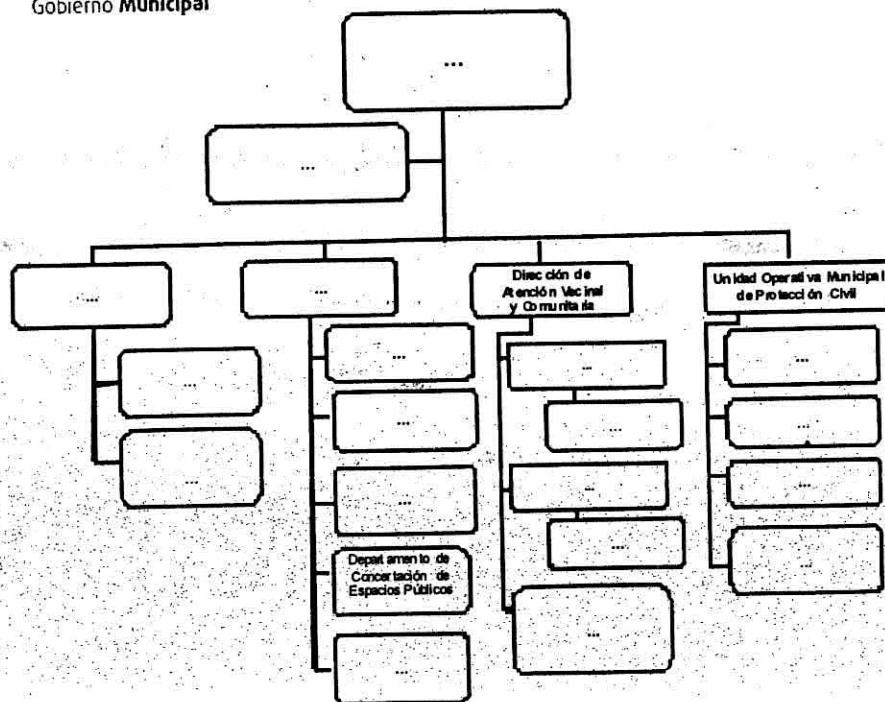 Gobierno Municipal
...
...
...
...
Dirección de
Atención Vecinal
y Comunitaria
Unidad Operativa Municipal
de Protección Civil
...
...
...
...
...
Departamento de
Concertación de
Espacios Públicos
...
...
...
...
...
...
...
...
...
...